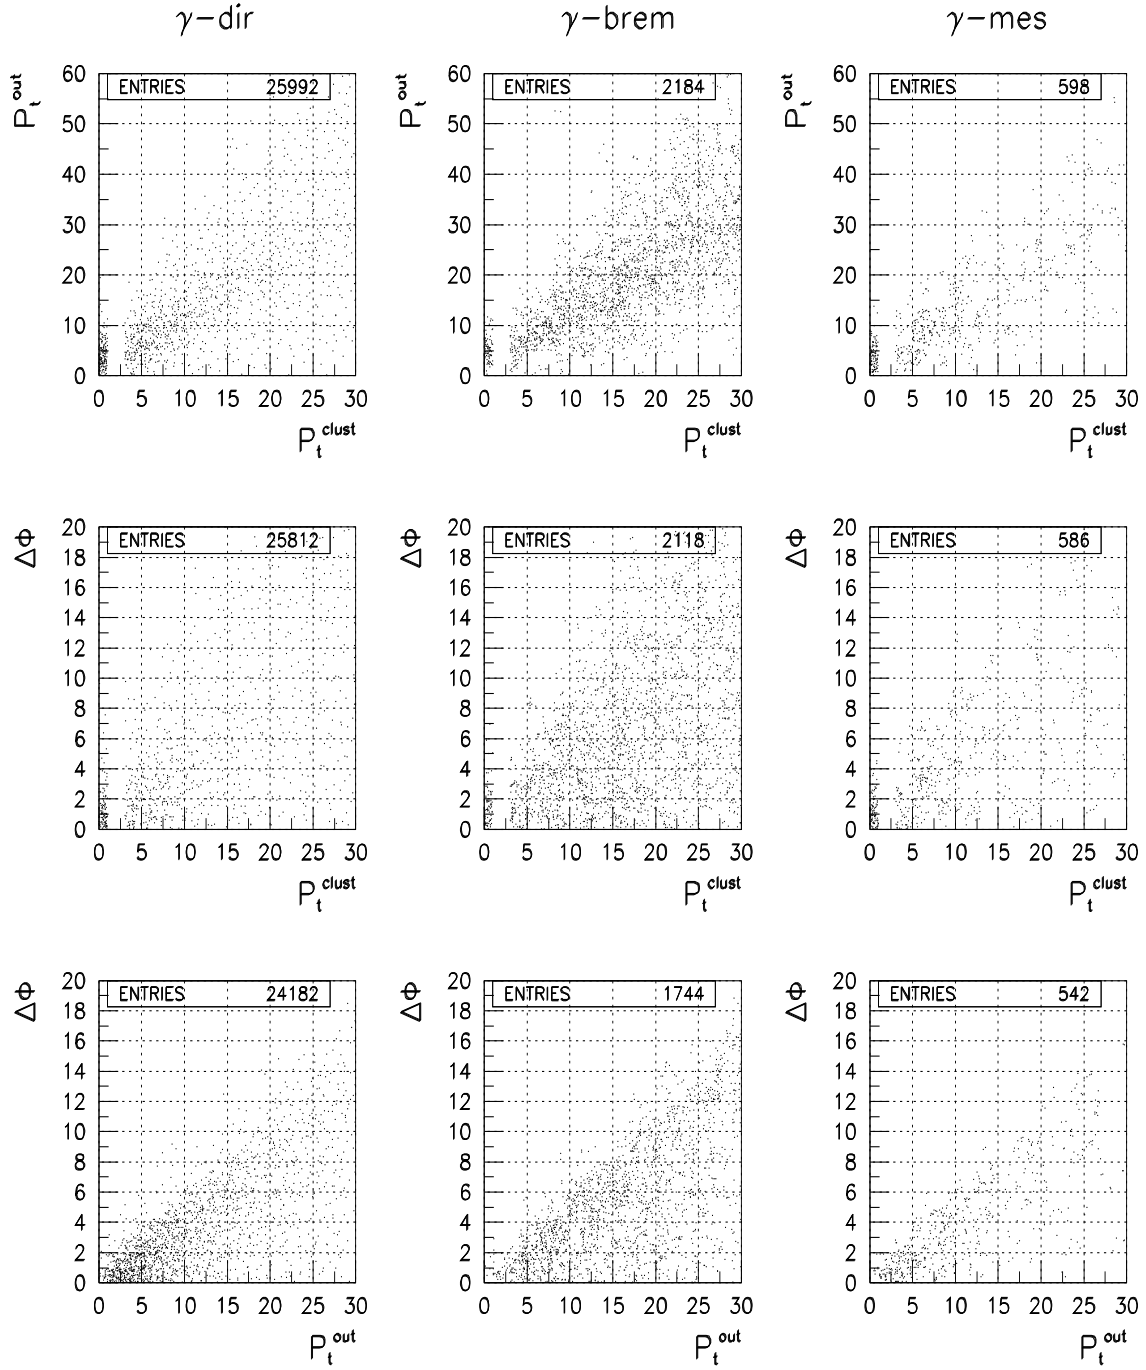 γ−dir γ−brem γ−mes
P_t^out P_t^out P_t^out
ENTRIES 25992 ENTRIES 2184 ENTRIES 598
60 60 60
50 50 50
40 40 40
30 30 30
20 20 20
10 10 10
0 0 0
0 5 10 15 20 25 30 0 5 10 15 20 25 30 0 5 10 15 20 25 30
P_t^clust P_t^clust P_t^clust
ΔΦ ΔΦ ΔΦ
ENTRIES 25812 ENTRIES 2118 ENTRIES 586
20 20 20
18 18 18
16 16 16
14 14 14
12 12 12
10 10 10
8 8 8
6 6 6
4 4 4
2 2 2
0 0 0
0 5 10 15 20 25 30 0 5 10 15 20 25 30 0 5 10 15 20 25 30
P_t^clust P_t^clust P_t^clust
ΔΦ ΔΦ ΔΦ
ENTRIES 24182 ENTRIES 1744 ENTRIES 542
20 20 20
18 18 18
16 16 16
14 14 14
12 12 12
10 10 10
8 8 8
6 6 6
4 4 4
2 2 2
0 0 0
0 5 10 15 20 25 30 0 5 10 15 20 25 30 0 5 10 15 20 25 30
P_t^out P_t^out P_t^out